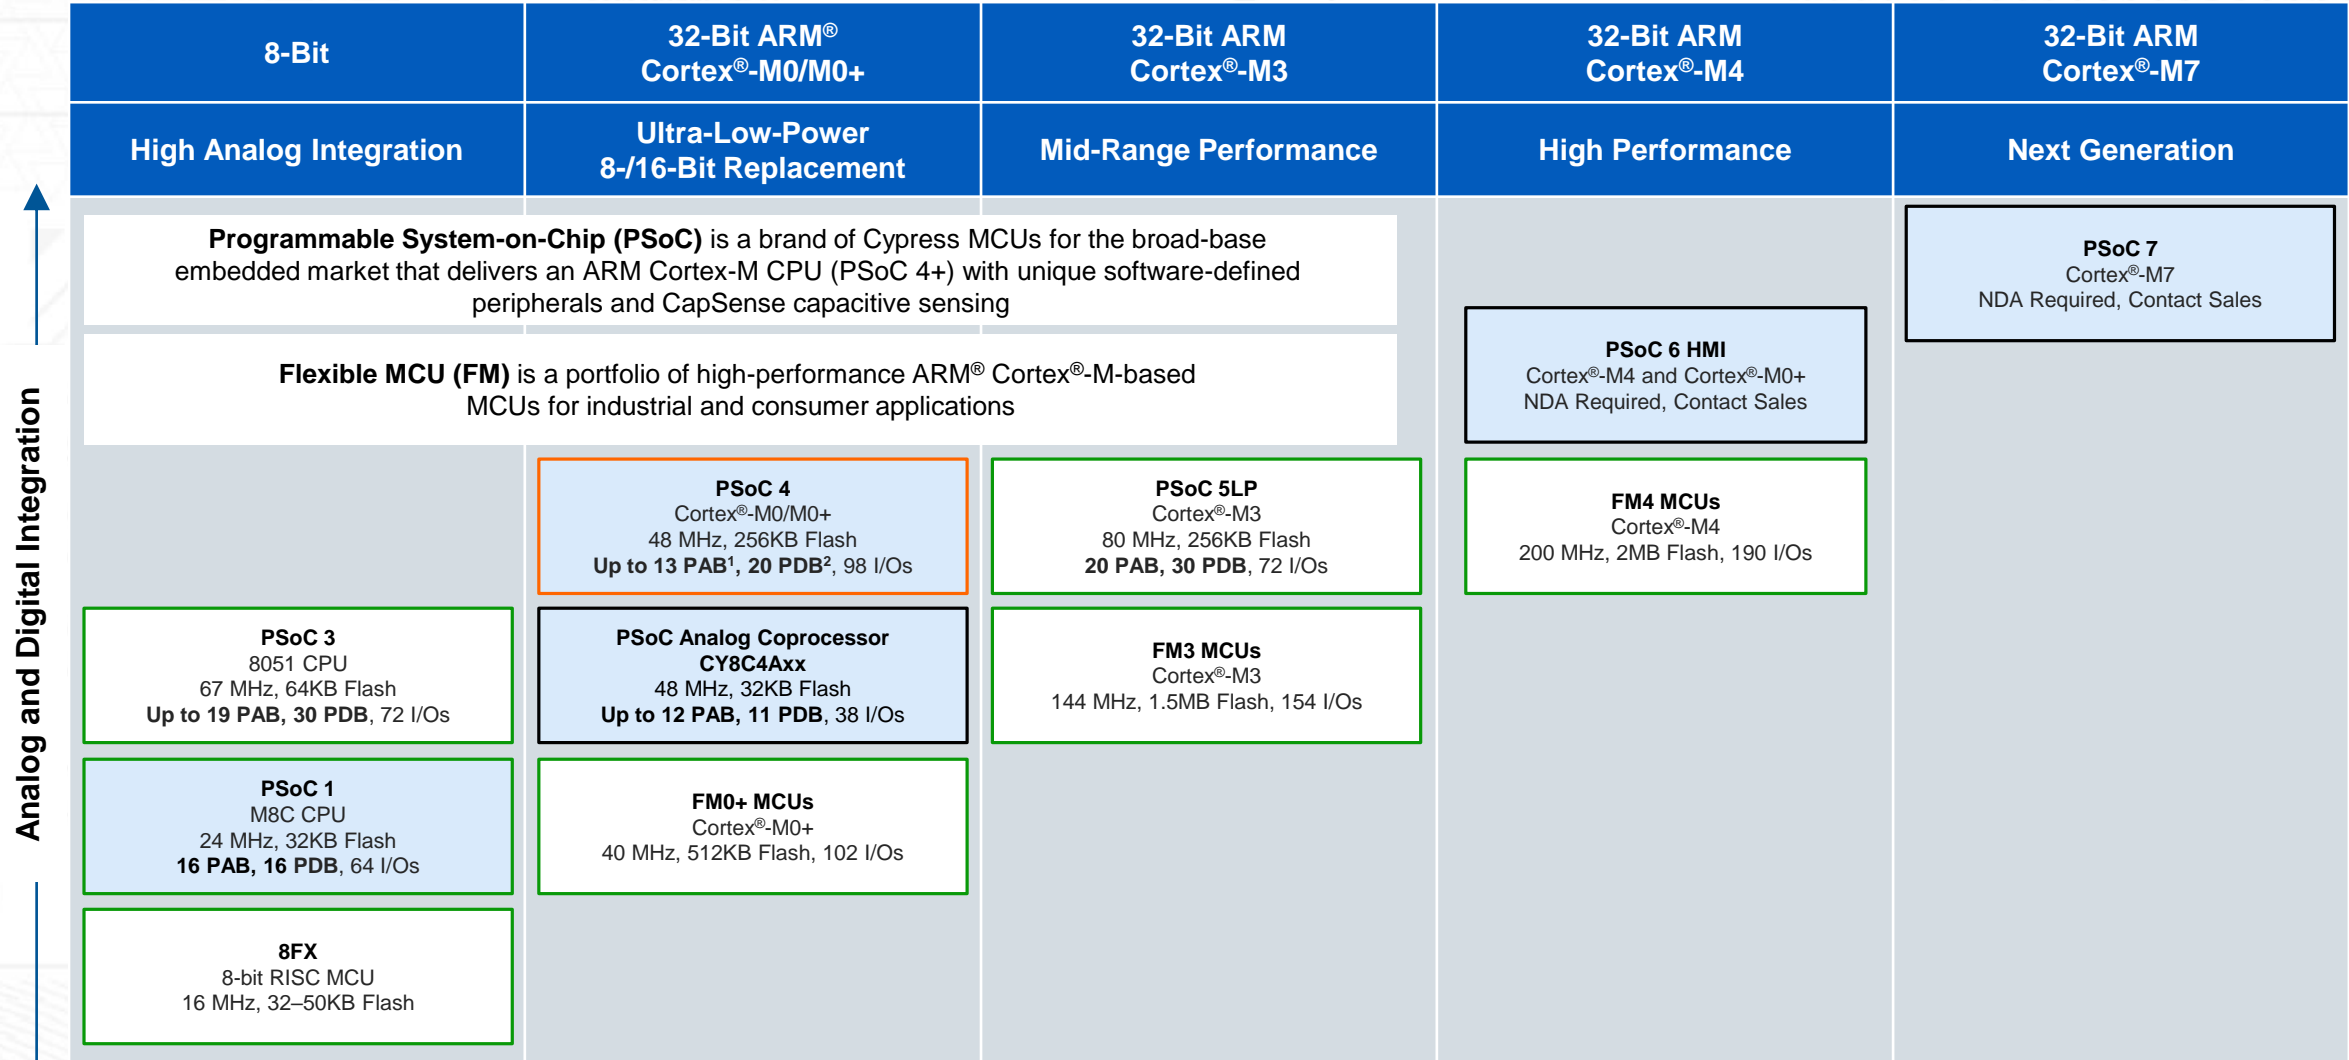 8-Bit
32-Bit ARM®
Cortex®-M0/M0+
32-Bit ARM
Cortex®-M3
32-Bit ARM
Cortex®-M4
32-Bit ARM
Cortex®-M7
High Analog Integration
Ultra-Low-Power
8-/16-Bit Replacement
Mid-Range Performance
High Performance
Next Generation
Analog and Digital Integration
Programmable System-on-Chip (PSoC) is a brand of Cypress MCUs for the broad-base
embedded market that delivers an ARM Cortex-M CPU (PSoC 4+) with unique software-defined
peripherals and CapSense capacitive sensing
Flexible MCU (FM) is a portfolio of high-performance ARM® Cortex®-M-based
MCUs for industrial and consumer applications
PSoC 3
8051 CPU
67 MHz, 64KB Flash
Up to 19 PAB, 30 PDB, 72 I/Os
PSoC 1
M8C CPU
24 MHz, 32KB Flash
16 PAB, 16 PDB, 64 I/Os
8FX
8-bit RISC MCU
16 MHz, 32–50KB Flash
PSoC 4
Cortex®-M0/M0+
48 MHz, 256KB Flash
Up to 13 PAB¹, 20 PDB², 98 I/Os
PSoC Analog Coprocessor
CY8C4Axx
48 MHz, 32KB Flash
Up to 12 PAB, 11 PDB, 38 I/Os
FM0+ MCUs
Cortex®-M0+
40 MHz, 512KB Flash, 102 I/Os
PSoC 5LP
Cortex®-M3
80 MHz, 256KB Flash
20 PAB, 30 PDB, 72 I/Os
FM3 MCUs
Cortex®-M3
144 MHz, 1.5MB Flash, 154 I/Os
PSoC 6 HMI
Cortex®-M4 and Cortex®-M0+
NDA Required, Contact Sales
FM4 MCUs
Cortex®-M4
200 MHz, 2MB Flash, 190 I/Os
PSoC 7
Cortex®-M7
NDA Required, Contact Sales